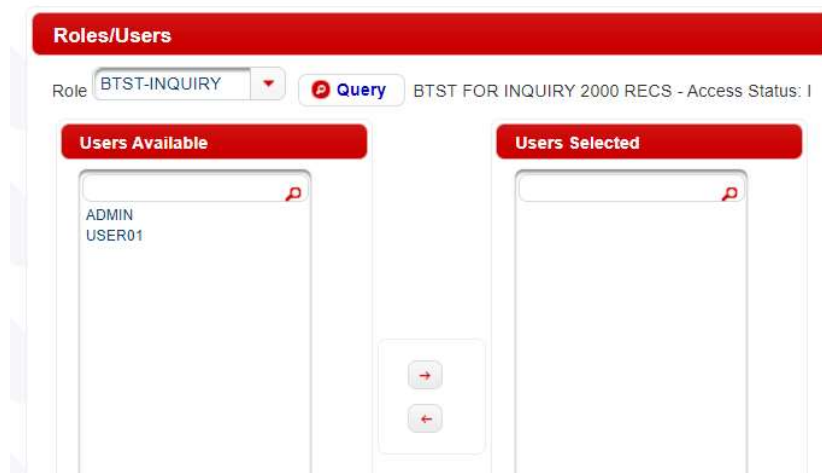 Roles/Users
Role BTST-INQUIRY Query BTST FOR INQUIRY 2000 RECS - Access Status: I
Users Available Users Selected
ADMIN
USER01